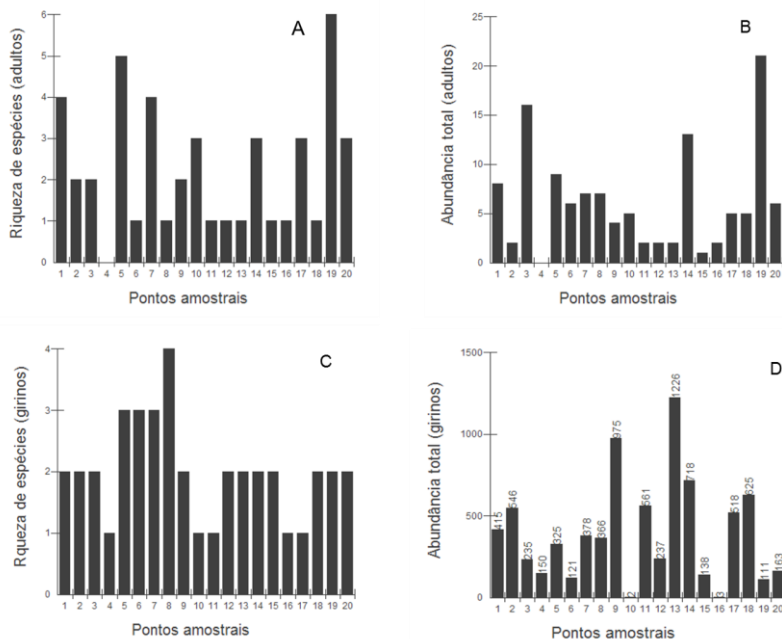 A
Riqueza de espécies (adultos)
6
5
4
3
2
1
0
1 2 3 4 5 6 7 8 9 10 11 12 13 14 15 16 17 18 19 20
Pontos amostrais
B
Abundância total (adultos)
25
20
15
10
5
0
1 2 3 4 5 6 7 8 9 10 11 12 13 14 15 16 17 18 19 20
Pontos amostrais
C
Rqueza de espécies (girinos)
4
3
2
1
0
1 2 3 4 5 6 7 8 9 10 11 12 13 14 15 16 17 18 19 20
Pontos amostrais
D
Abundância total (girinos)
1500
1000
500
0
415 546 235 150 325 121 378 366 975 2 561 237 1226 718 138 3 518 625 111 163
1 2 3 4 5 6 7 8 9 10 11 12 13 14 15 16 17 18 19 20
Pontos amostrais